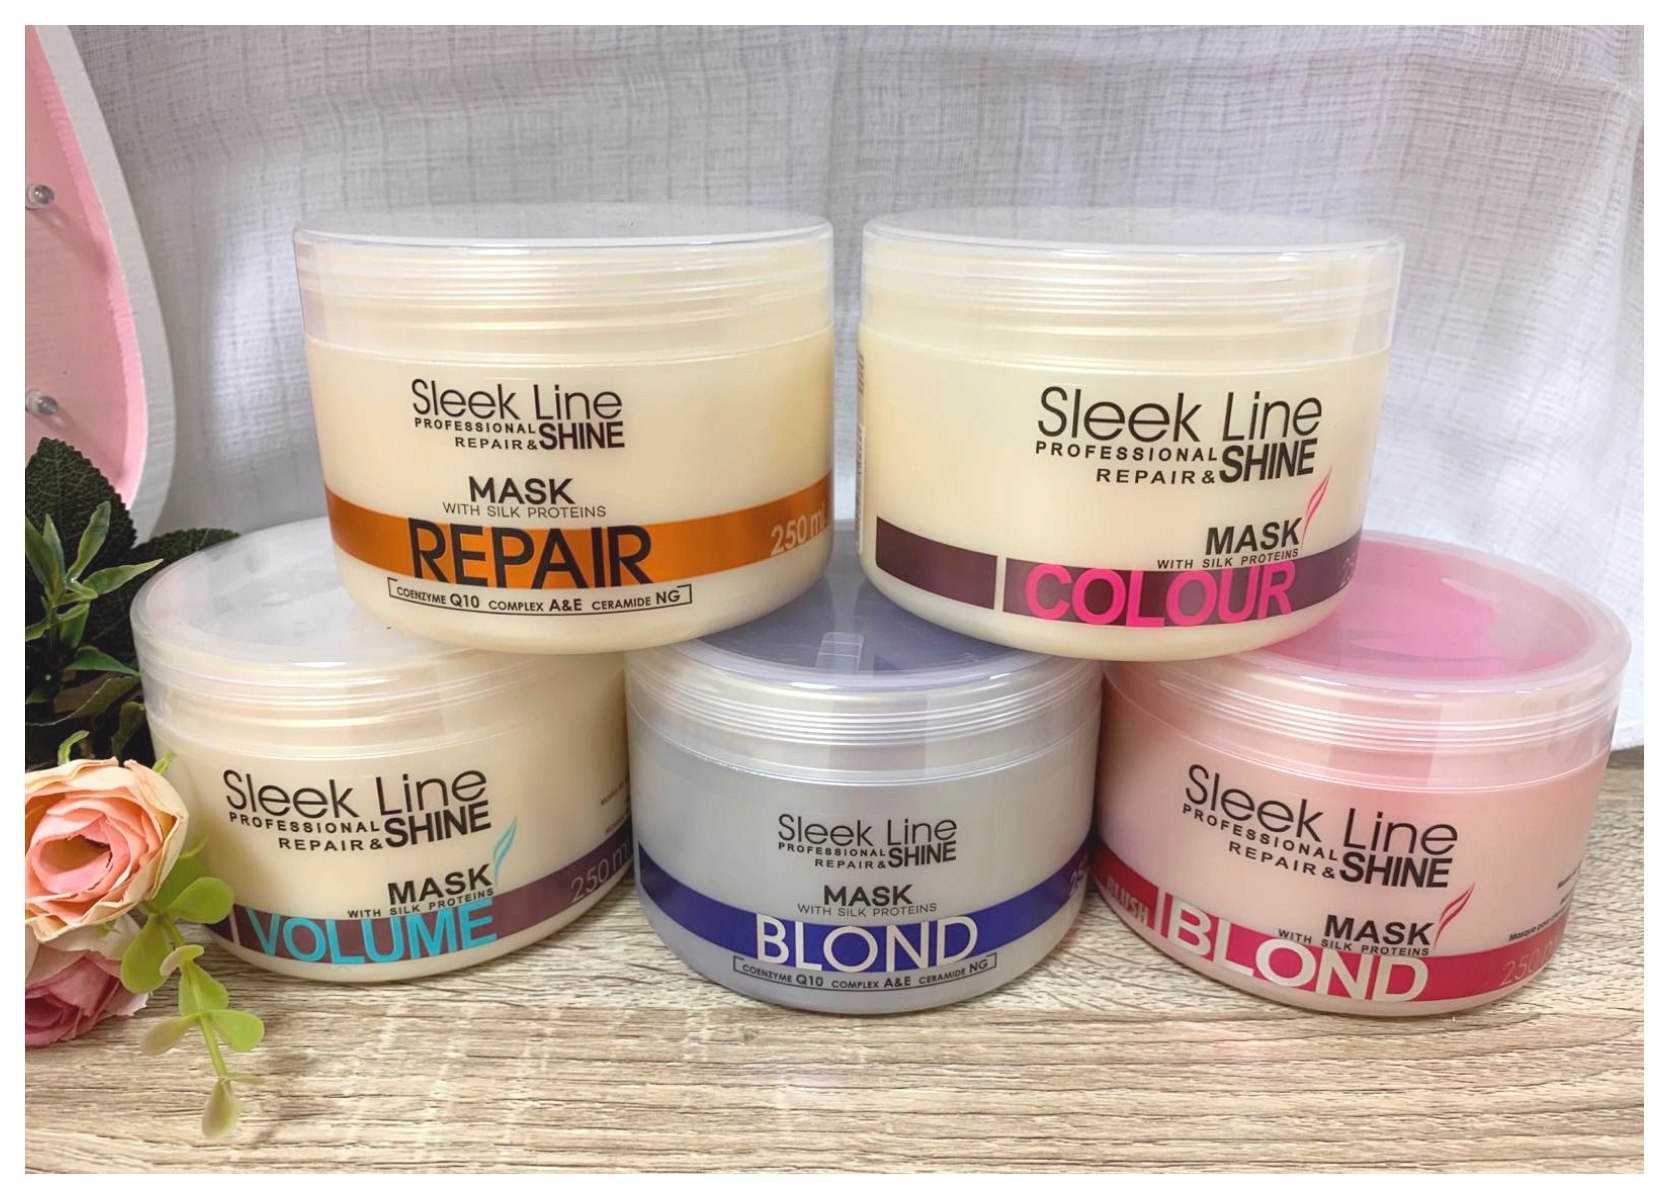 Sleek Line
PROFESSIONAL
REPAIR & SHINE
MASK
WITH SILK PROTEINS
REPAIR
250 ml
COENZYME Q10 COMPLEX A&E CERAMIDE NG
Sleek Line
PROFESSIONAL
REPAIR & SHINE
MASK
WITH SILK PROTEINS
COLOUR
Sleek Line
PROFESSIONAL
REPAIR & SHINE
MASK
WITH SILK PROTEINS
VOLUME
250 ml
Sleek Line
PROFESSIONAL
REPAIR & SHINE
MASK
WITH SILK PROTEINS
BLOND
COENZYME Q10 COMPLEX A&E CERAMIDE NG
Sleek Line
PROFESSIONAL
REPAIR & SHINE
MASK
WITH SILK PROTEINS
BLUSH BLOND